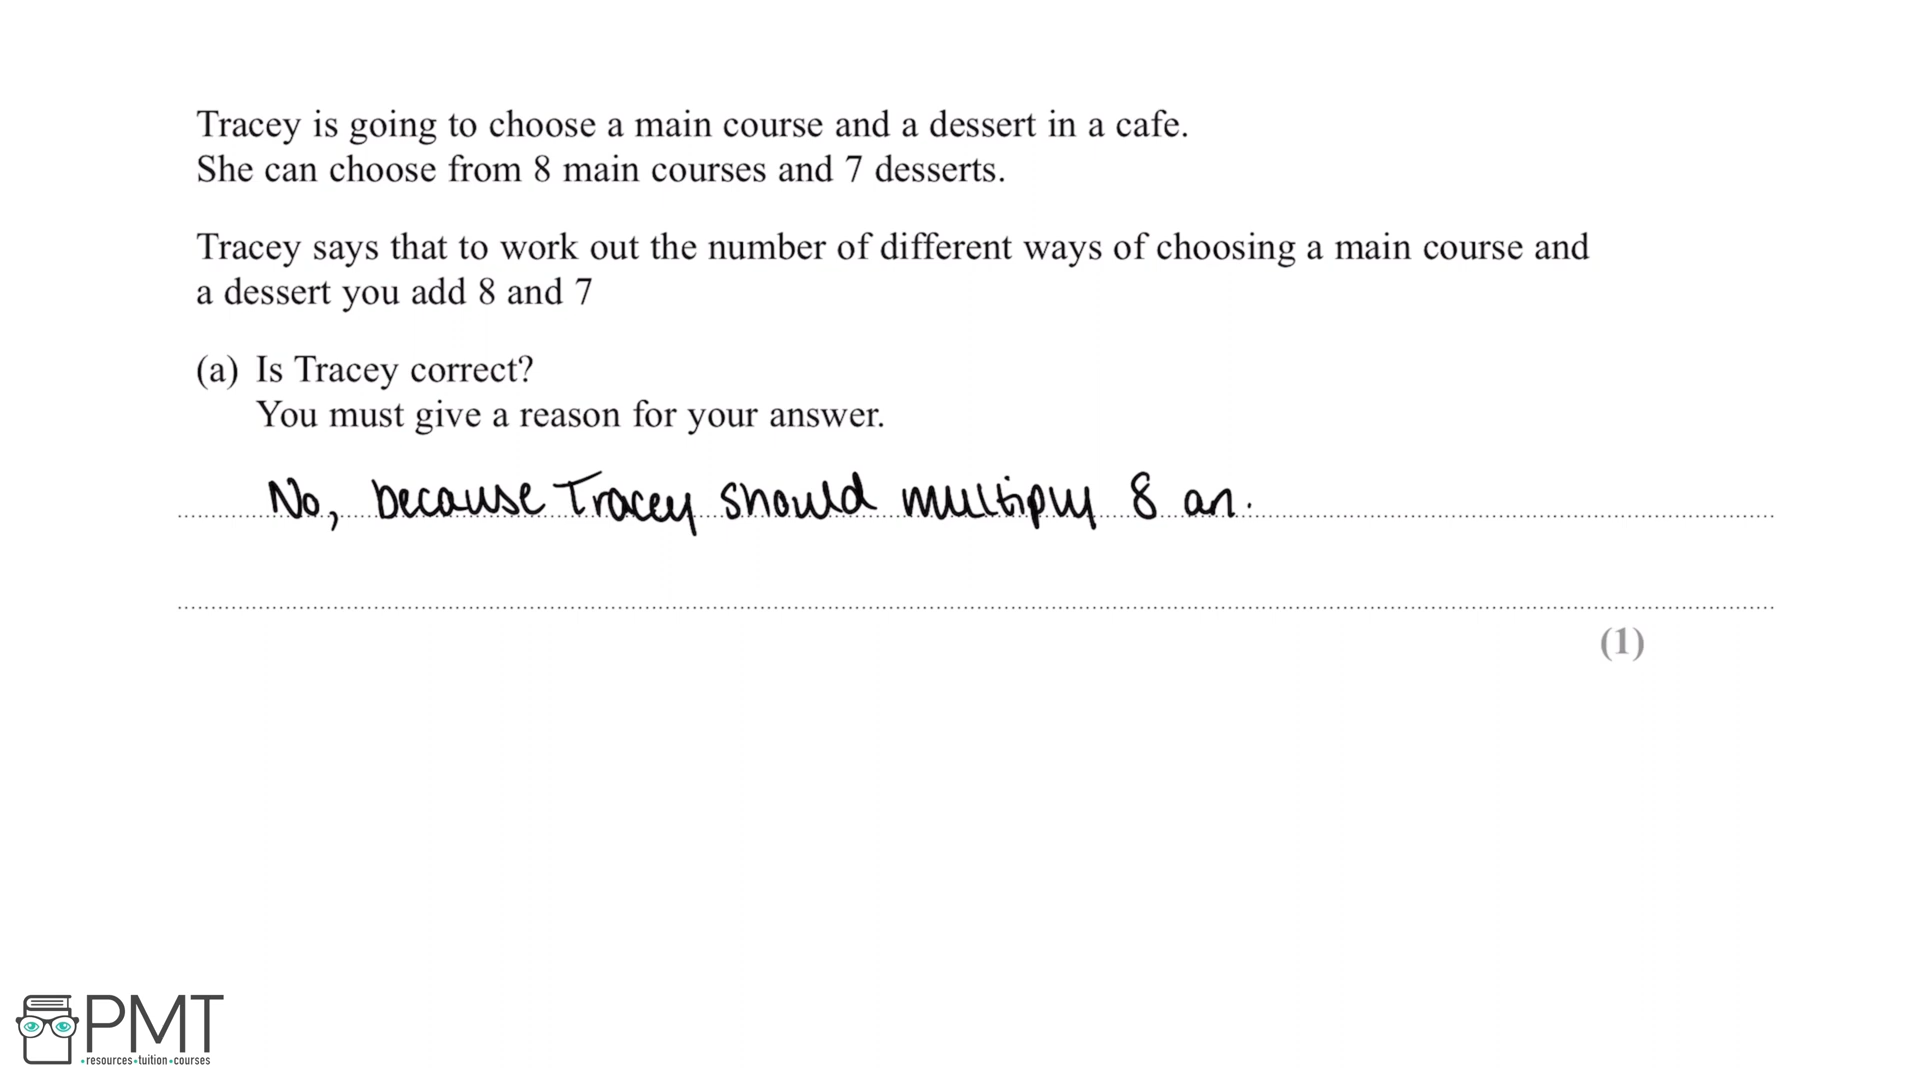 Tracey is going to choose a main course and a dessert in a cafe.
She can choose from 8 main courses and 7 desserts.
Tracey says that to work out the number of different ways of choosing a main course and
a dessert you add 8 and 7
(a) Is Tracey correct?
You must give a reason for your answer.
No, because Tracey should multiply 8 an.
(1)
PMT
•resources•tuition•courses